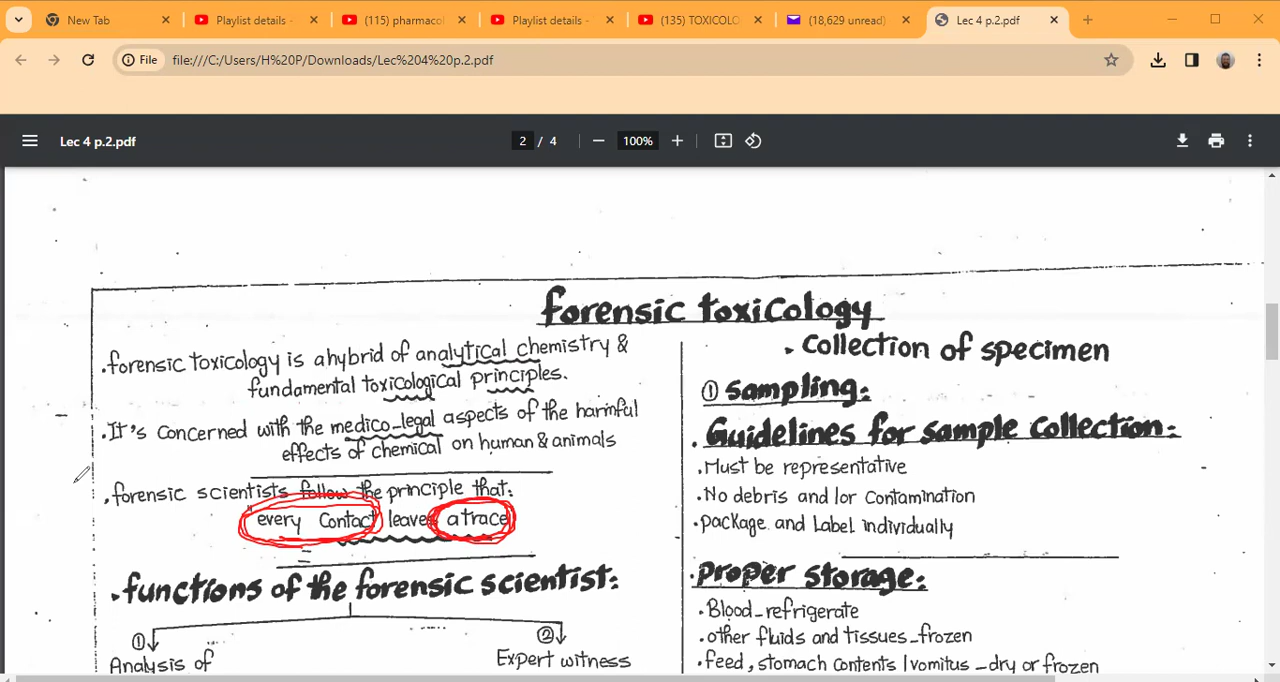 New Tab
Playlist details -
(115) pharmacol
Playlist details -
(135) TOXICOLO
(18,629 unread)
Lec 4 p.2.pdf
File
file:///C:/Users/H%20P/Downloads/Lec%204%20p.2.pdf
Lec 4 p.2.pdf
2 / 4
100%
forensic toxicology
.forensic toxicology is a hybrid of analytical chemistry &
fundamental toxicological principles.
.It's concerned with the medico-legal aspects of the harmful
effects of chemical on human & animals
.forensic scientists follow the principle that:
every Contact leaves a trace
.functions of the forensic scientist:
①
Analysis of
②
Expert witness
. Collection of specimen
① Sampling:
. Guidelines for sample collection:
.Must be representative
.No debris and /or contamination
.package and Label individually
.proper storage:
.Blood_refrigerate
.other fluids and tissues_frozen
.feed, stomach contents / vomitus _dry or frozen